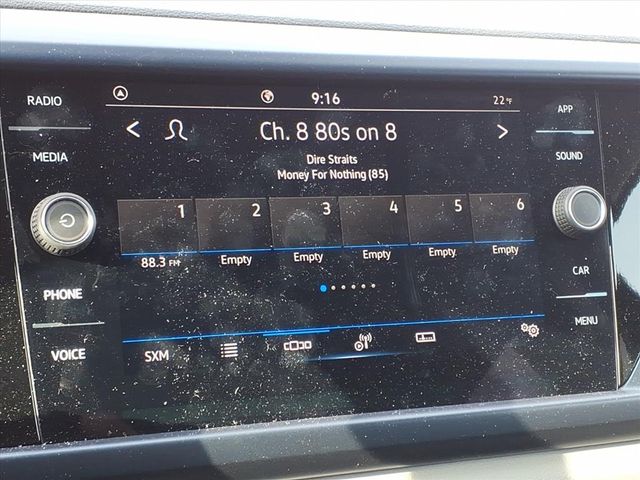 RADIO
MEDIA
PHONE
VOICE
9:16
22°F
Ch. 8 80s on 8
Dire Straits
Money For Nothing (85)
1 2 3 4 5 6
88.3 FM Empty Empty Empty Empty Empty
SXM
APP
SOUND
CAR
MENU